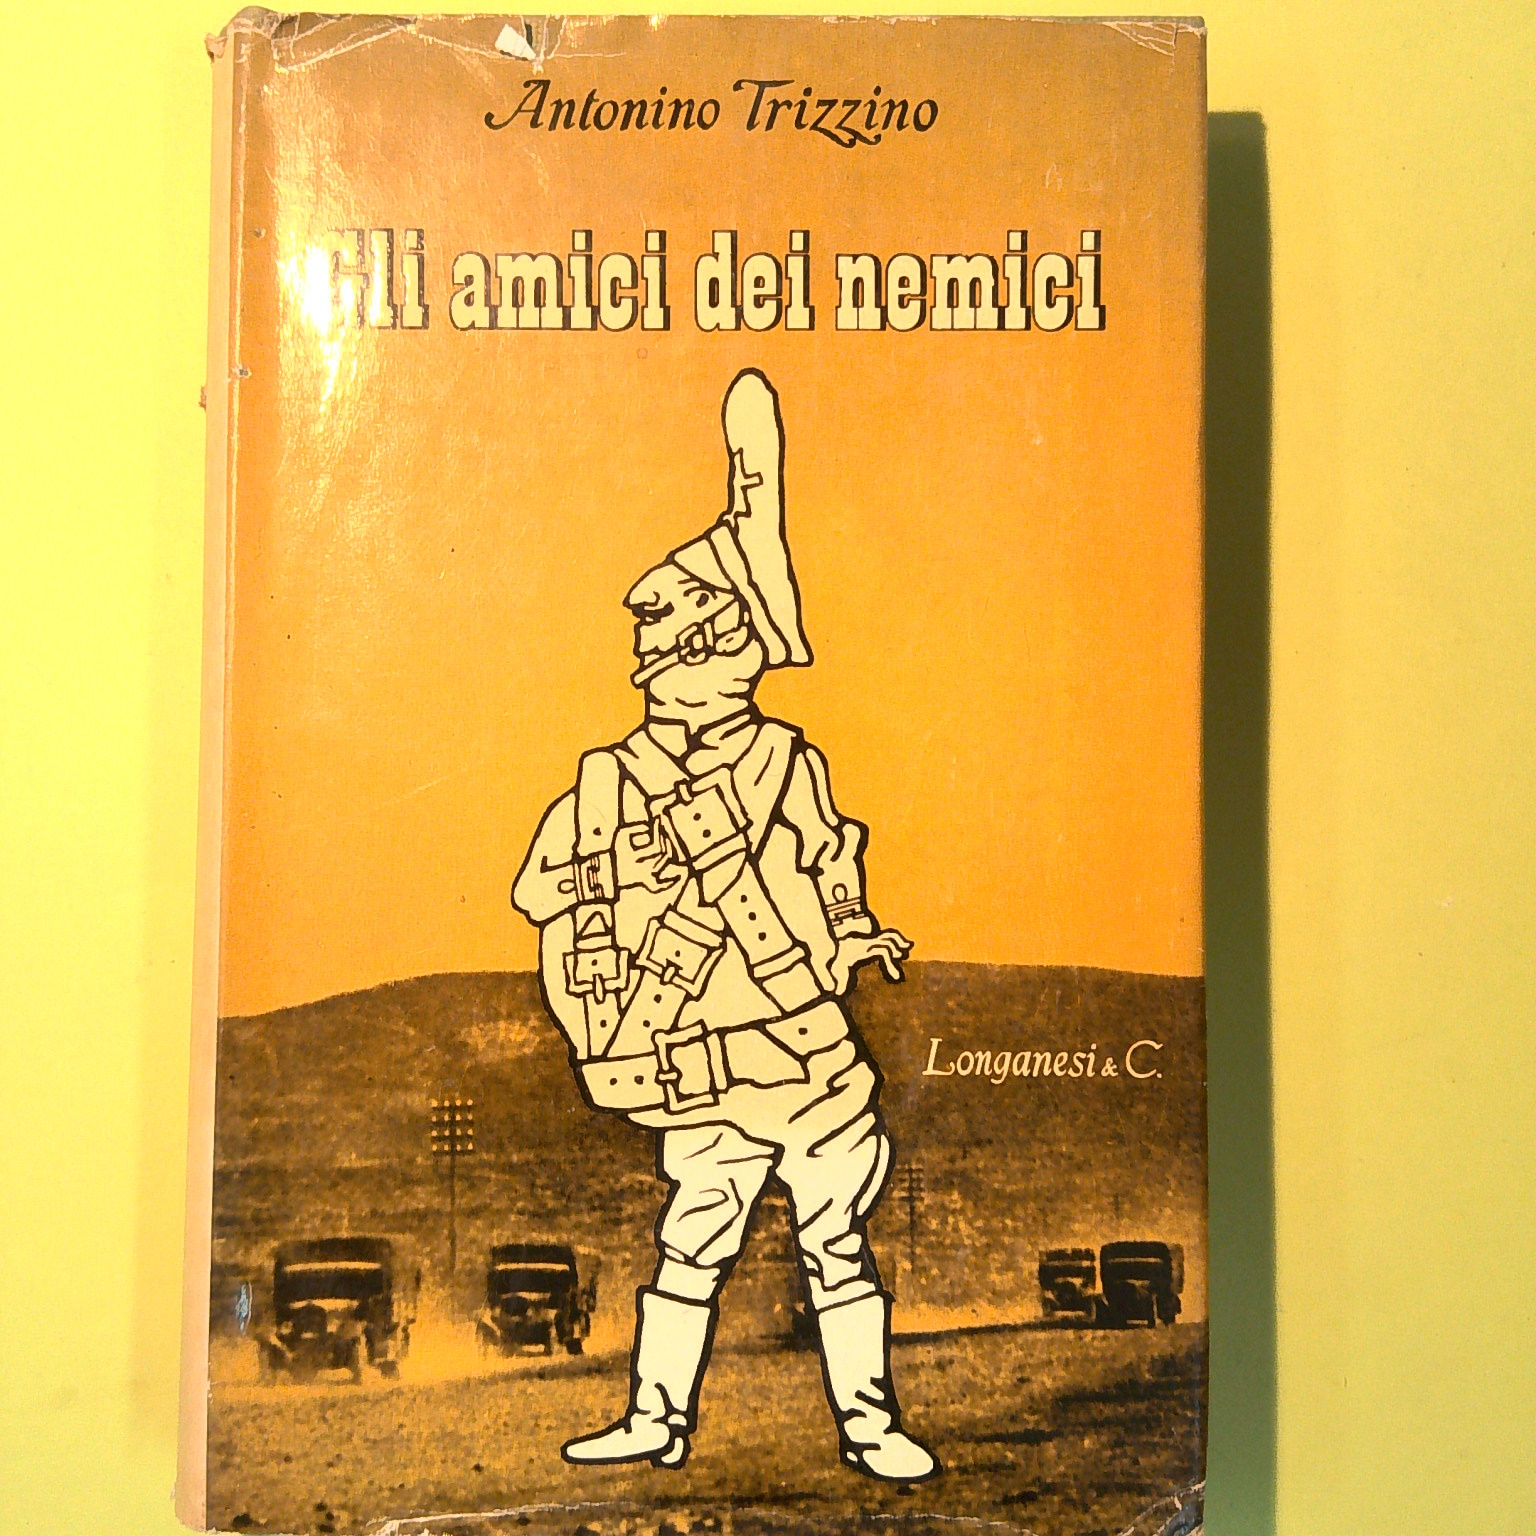 Antonino Trizzino
Gli amici dei nemici
Longanesi & C.